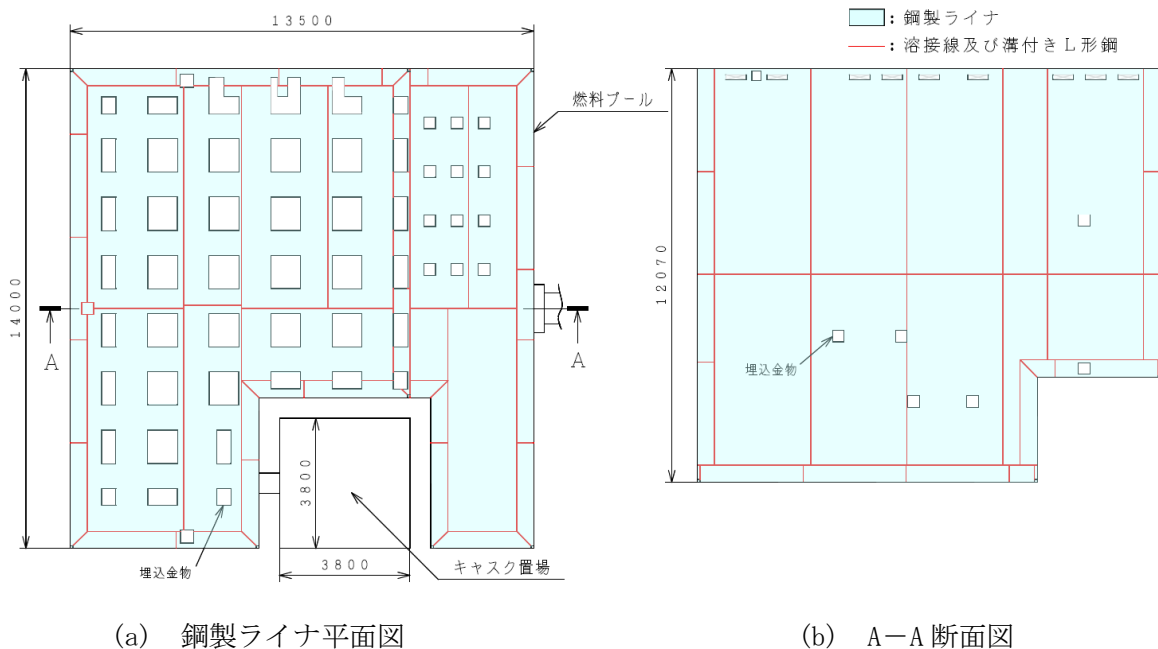 13500
：鋼製ライナ
：溶接線及び溝付きＬ形鋼
燃料プール
14000
12070
A
A
埋込金物
3800
3800
埋込金物
キャスク置場
(a) 鋼製ライナ平面図
(b) A－A 断面図